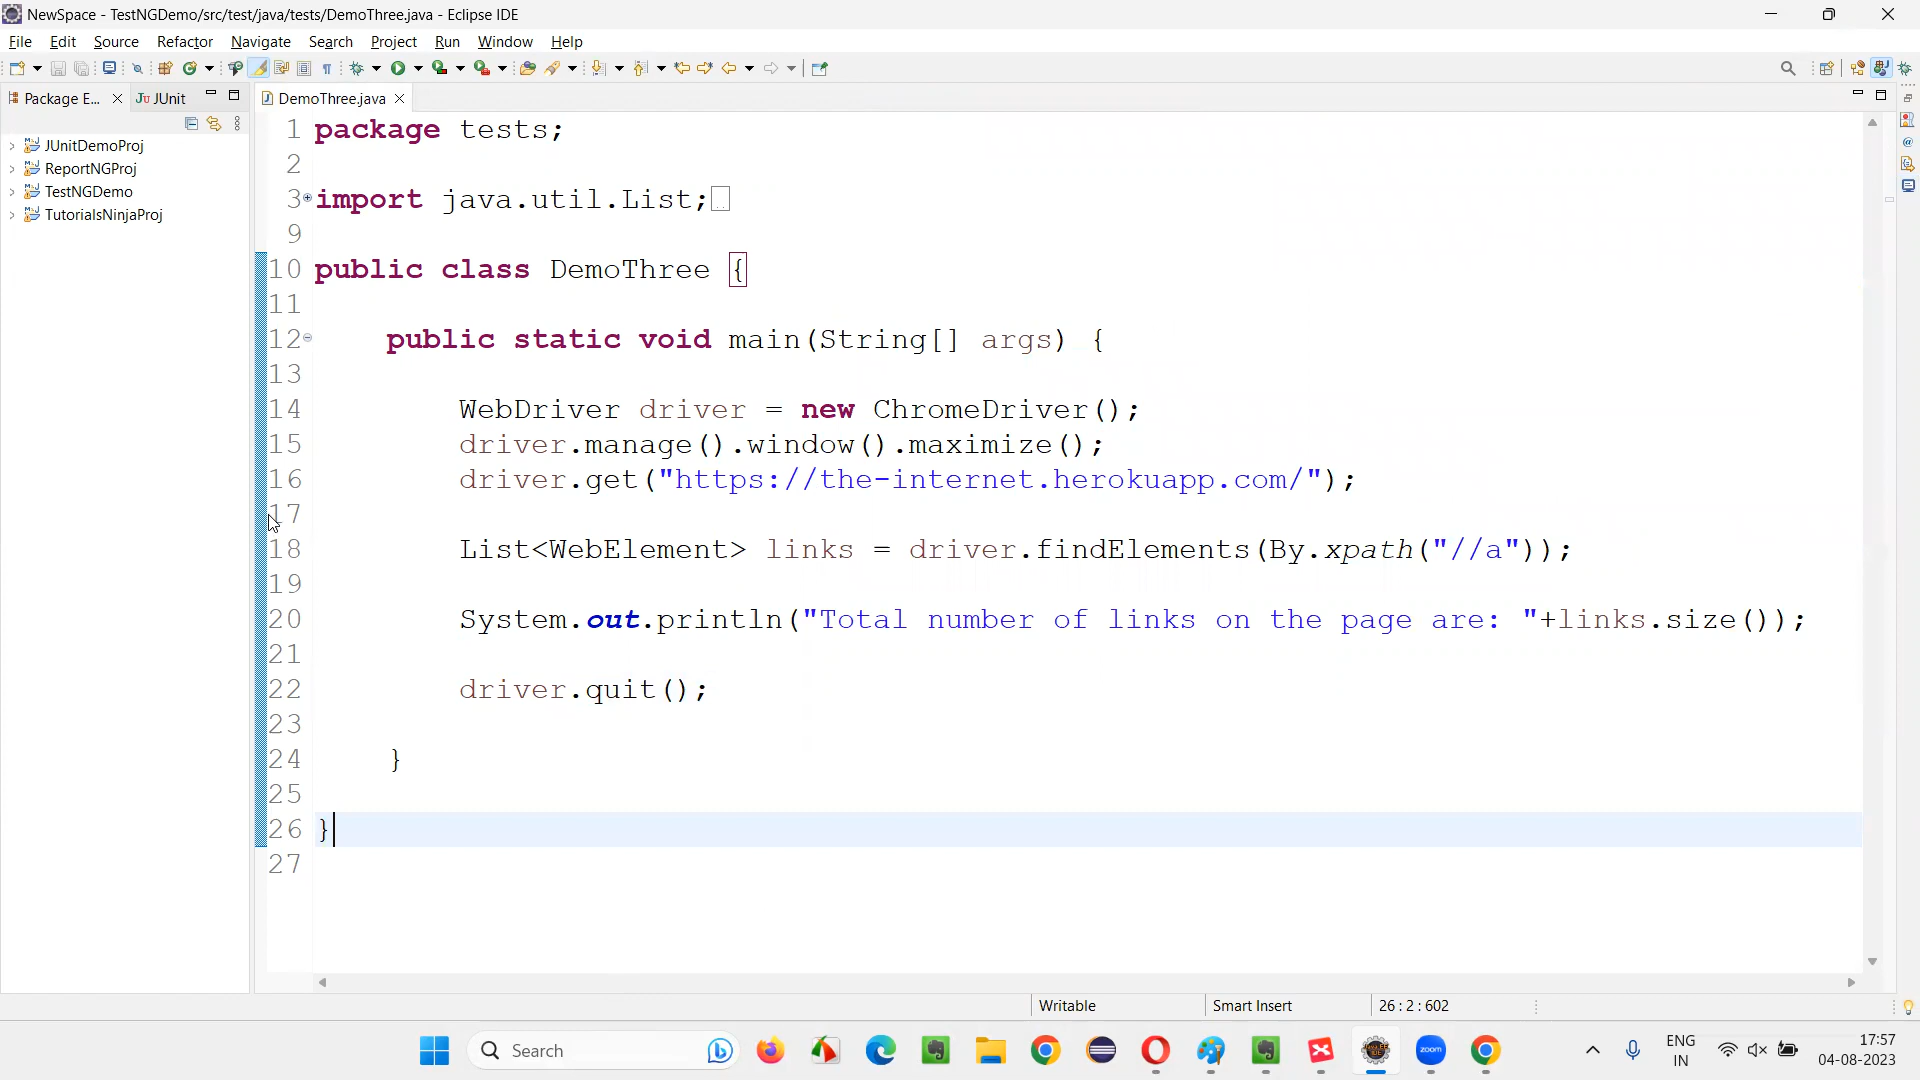 NewSpace - TestNGDemo/src/test/java/tests/DemoThree.java - Eclipse IDE
File Edit Source Refactor Navigate Search Project Run Window Help
Package E... JUnit DemoThree.java
JUnitDemoProj
ReportNGProj
TestNGDemo
TutorialsNinjaProj
1 package tests;
2
3 import java.util.List;
9
10 public class DemoThree {
11
12 public static void main(String[] args) {
13
14 WebDriver driver = new ChromeDriver();
15 driver.manage().window().maximize();
16 driver.get("https://the-internet.herokuapp.com/");
17
18 List<WebElement> links = driver.findElements(By.xpath("//a"));
19
20 System.out.println("Total number of links on the page are: "+links.size());
21
22 driver.quit();
23
24 }
25
26 }
27
Writable Smart Insert 26 : 2 : 602
Search zoom ENG IN 17:57
04-08-2023